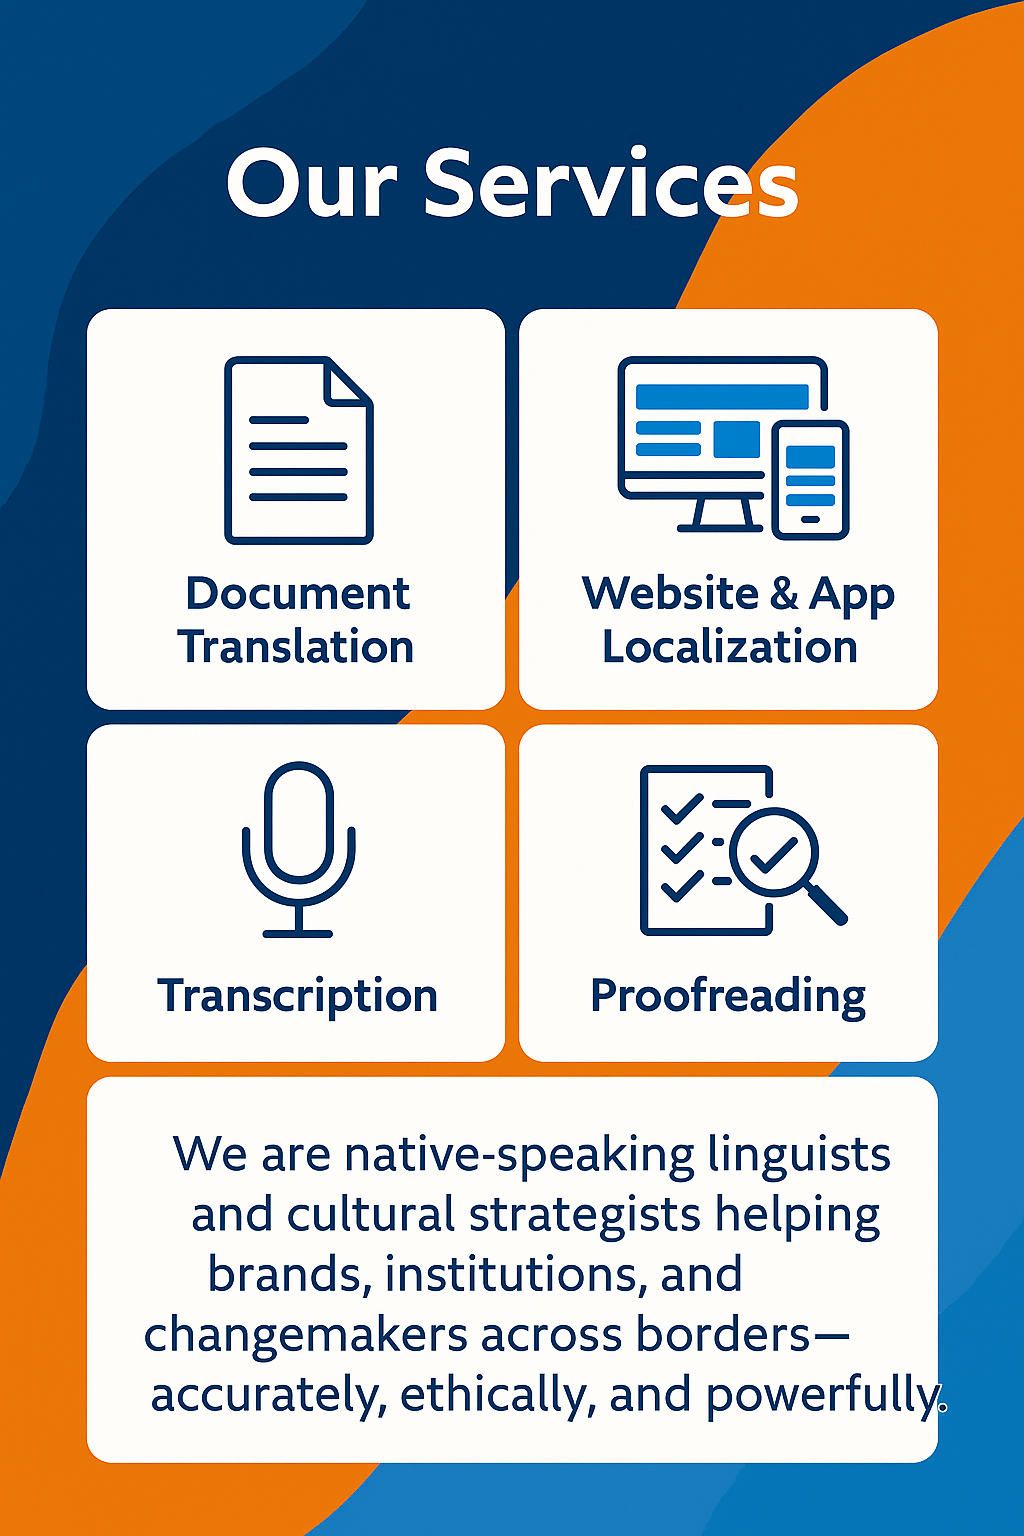 Our Services
Document
Translation
Website & App
Localization
Transcription
Proofreading
We are native-speaking linguists
and cultural strategists helping
brands, institutions, and
changemakers across borders—
accurately, ethically, and powerfully.